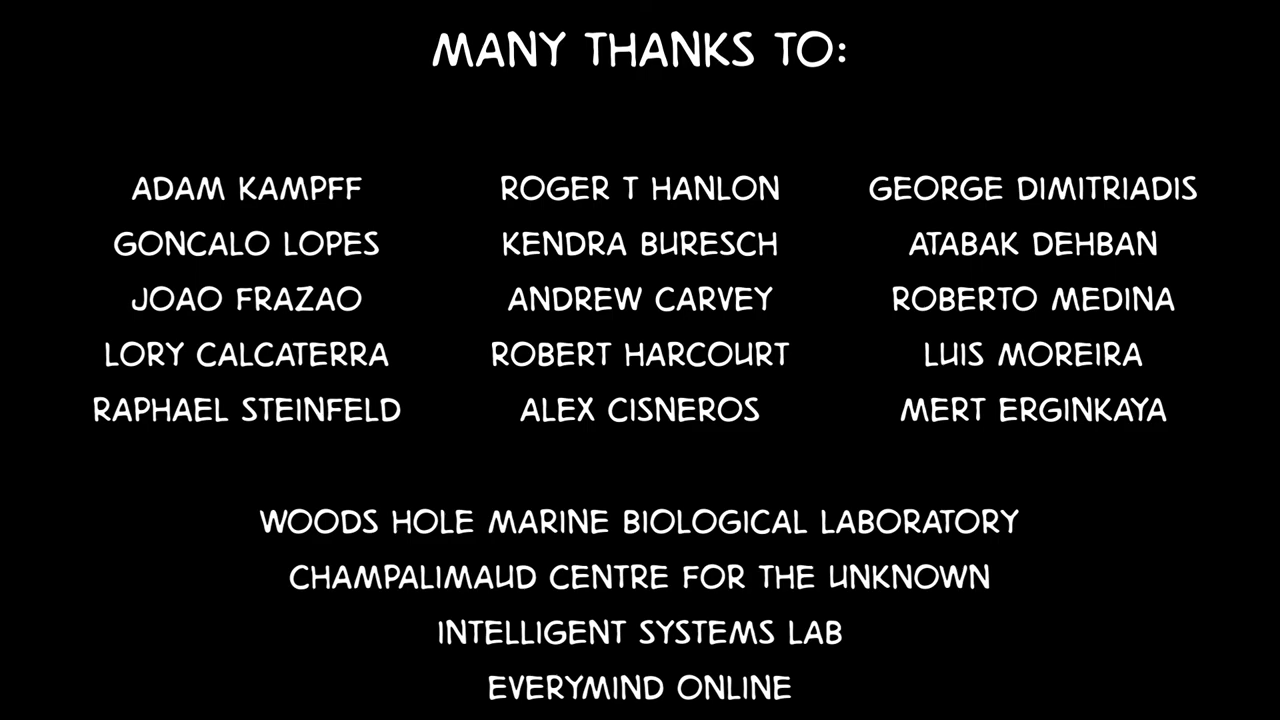 MANY THANKS TO:
ADAM KAMPFF
GONCALO LOPES
JOAO FRAZAO
LORY CALCATERRA
RAPHAEL STEINFELD
ROGER T HANLON
KENDRA BURESCH
ANDREW CARVEY
ROBERT HARCOURT
ALEX CISNEROS
GEORGE DIMITRIADIS
ATABAK DEHBAN
ROBERTO MEDINA
LUIS MOREIRA
MERT ERGINKAYA
WOODS HOLE MARINE BIOLOGICAL LABORATORY
CHAMPALIMAUD CENTRE FOR THE UNKNOWN
INTELLIGENT SYSTEMS LAB
EVERYMIND ONLINE